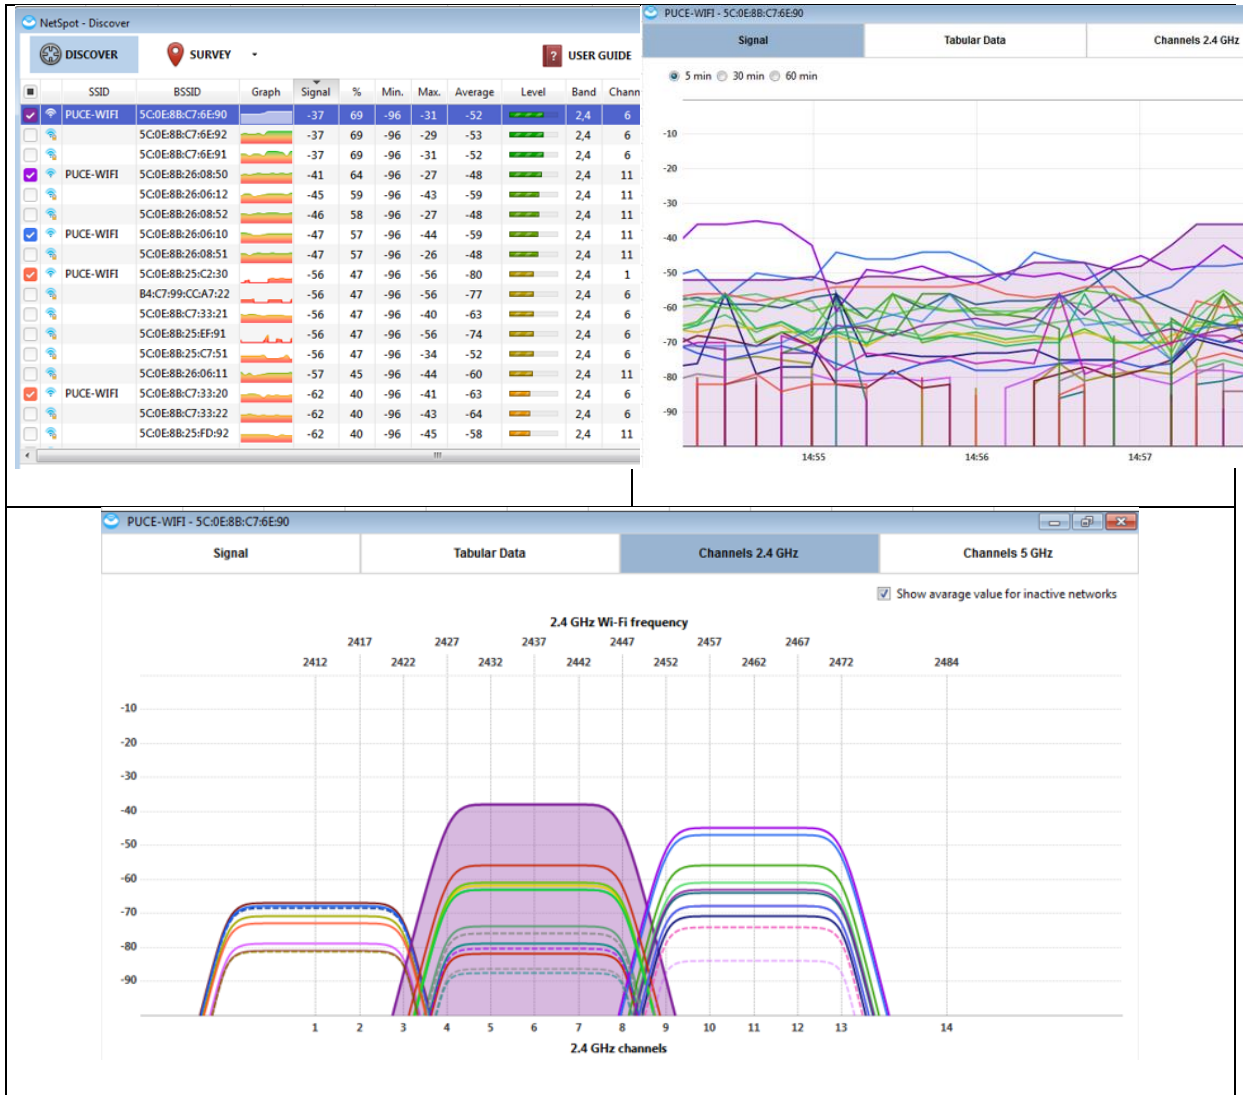 NetSpot - Discover
DISCOVER SURVEY USER GUIDE
SSID BSSID Graph Signal % Min. Max. Average Level Band Chann
PUCE-WIFI 5C:0E:8B:C7:6E:90 -37 69 -96 -31 -52 2,4 6
5C:0E:8B:C7:6E:92 -37 69 -96 -29 -53 2,4 6
5C:0E:8B:C7:6E:91 -37 69 -96 -31 -52 2,4 6
PUCE-WIFI 5C:0E:8B:26:08:50 -41 64 -96 -27 -48 2,4 11
5C:0E:8B:26:06:12 -45 59 -96 -43 -59 2,4 11
5C:0E:8B:26:08:52 -46 58 -96 -27 -48 2,4 11
PUCE-WIFI 5C:0E:8B:26:06:10 -47 57 -96 -44 -59 2,4 11
5C:0E:8B:26:08:51 -47 57 -96 -26 -48 2,4 11
PUCE-WIFI 5C:0E:8B:25:C2:30 -56 47 -96 -56 -80 2,4 1
B4:C7:99:CC:A7:22 -56 47 -96 -56 -77 2,4 6
5C:0E:8B:C7:33:21 -56 47 -96 -40 -63 2,4 6
5C:0E:8B:25:EF:91 -56 47 -96 -56 -74 2,4 6
5C:0E:8B:25:C7:51 -56 47 -96 -34 -52 2,4 6
5C:0E:8B:26:06:11 -57 45 -96 -44 -60 2,4 11
PUCE-WIFI 5C:0E:8B:C7:33:20 -62 40 -96 -41 -63 2,4 6
5C:0E:8B:C7:33:22 -62 40 -96 -43 -64 2,4 6
5C:0E:8B:25:FD:92 -62 40 -96 -45 -58 2,4 11
PUCE-WIFI - 5C:0E:8B:C7:6E:90
Signal Tabular Data Channels 2.4 GHz
5 min 30 min 60 min
-10
-20
-30
-40
-50
-60
-70
-80
-90
14:55 14:56 14:57
PUCE-WIFI - 5C:0E:8B:C7:6E:90
Signal Tabular Data Channels 2.4 GHz Channels 5 GHz
Show avarage value for inactive networks
2.4 GHz Wi-Fi frequency
2417 2427 2437 2447 2457 2467
2412 2422 2432 2442 2452 2462 2472 2484
-10
-20
-30
-40
-50
-60
-70
-80
-90
1 2 3 4 5 6 7 8 9 10 11 12 13 14
2.4 GHz channels